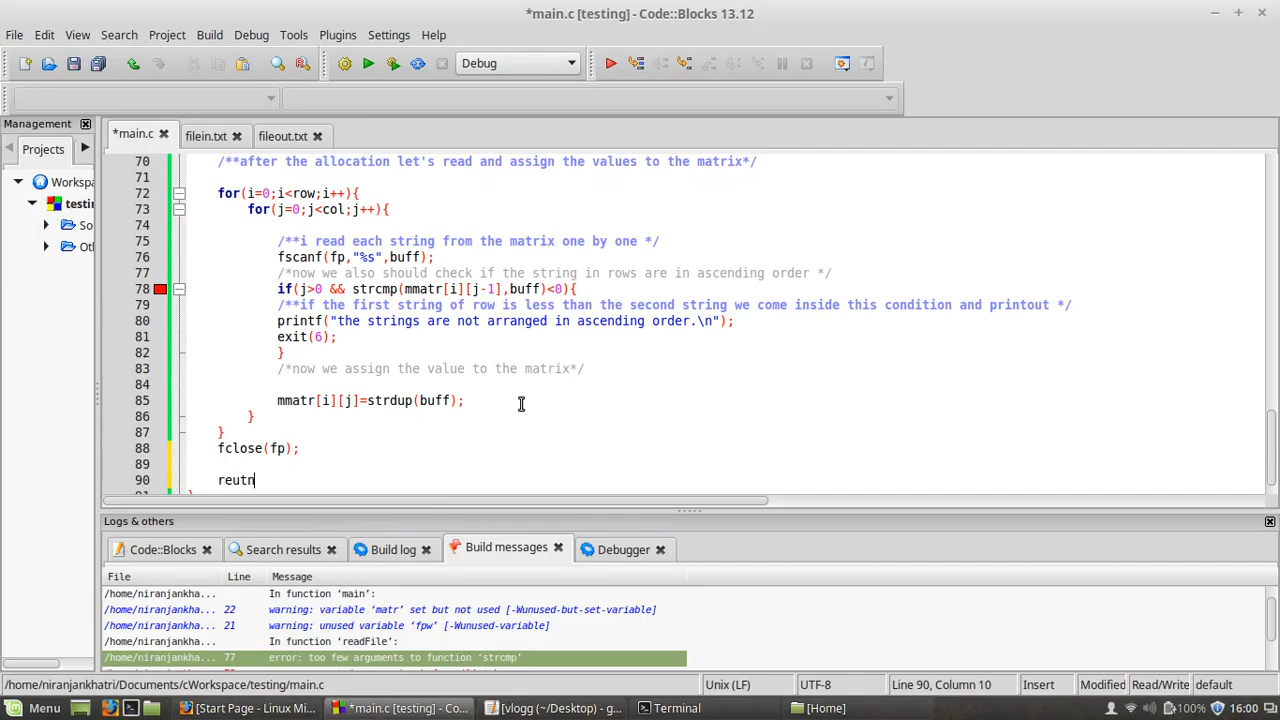 *main.c [testing] - Code::Blocks 13.12
File Edit View Search Project Build Debug Tools Plugins Settings Help
Debug
Management
*main.c filein.txt fileout.txt
Projects
Workspa
testin
So
Oth
70 /**after the allocation let's read and assign the values to the matrix*/
71
72 for(i=0;i<row;i++){
73 for(j=0;j<col;j++){
74
75 /**i read each string from the matrix one by one */
76 fscanf(fp,"%s",buff);
77 /*now we also should check if the string in rows are in ascending order */
78 if(j>0 && strcmp(mmatr[i][j-1],buff)<0){
79 /**if the first string of row is less than the second string we come inside this condition and printout */
80 printf("the strings are not arranged in ascending order.\n");
81 exit(6);
82 }
83 /*now we assign the value to the matrix*/
84
85 mmatr[i][j]=strdup(buff);
86 }
87 }
88 fclose(fp);
89
90 reutn
Logs & others
Code::Blocks Search results Build log Build messages Debugger
File Line Message
/home/niranjankha... In function ‘main’:
/home/niranjankha... 22 warning: variable ‘matr’ set but not used [-Wunused-but-set-variable]
/home/niranjankha... 21 warning: unused variable ‘fpw’ [-Wunused-variable]
/home/niranjankha... In function ‘readFile’:
/home/niranjankha... 77 error: too few arguments to function ‘strcmp’
/home/niranjankhatri/Documents/cWorkspace/testing/main.c Unix (LF) UTF-8 Line 90, Column 10 Insert Modified Read/Write default
Menu [Start Page - Linux Mi... *main.c [testing] - Co... [vlogg (~/Desktop) - g... Terminal [Home] 100% 16:00